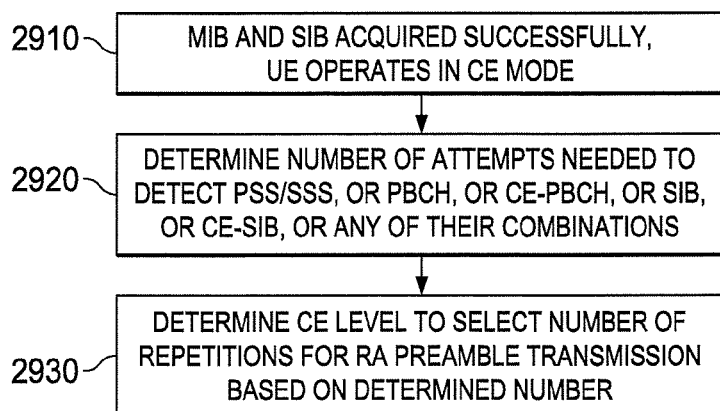 2910
MIB AND SIB ACQUIRED SUCCESSFULLY,
UE OPERATES IN CE MODE
2920
DETERMINE NUMBER OF ATTEMPTS NEEDED TO
DETECT PSS/SSS, OR PBCH, OR CE-PBCH, OR SIB,
OR CE-SIB, OR ANY OF THEIR COMBINATIONS
2930
DETERMINE CE LEVEL TO SELECT NUMBER OF
REPETITIONS FOR RA PREAMBLE TRANSMISSION
BASED ON DETERMINED NUMBER